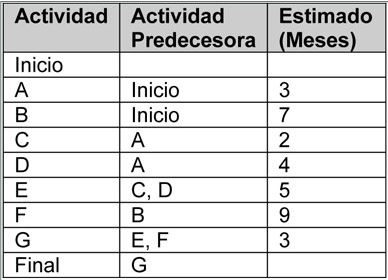 Actividad Actividad Predecesora Estimado (Meses)
Inicio
A Inicio 3
B Inicio 7
C A 2
D A 4
E C, D 5
F B 9
G E, F 3
Final G